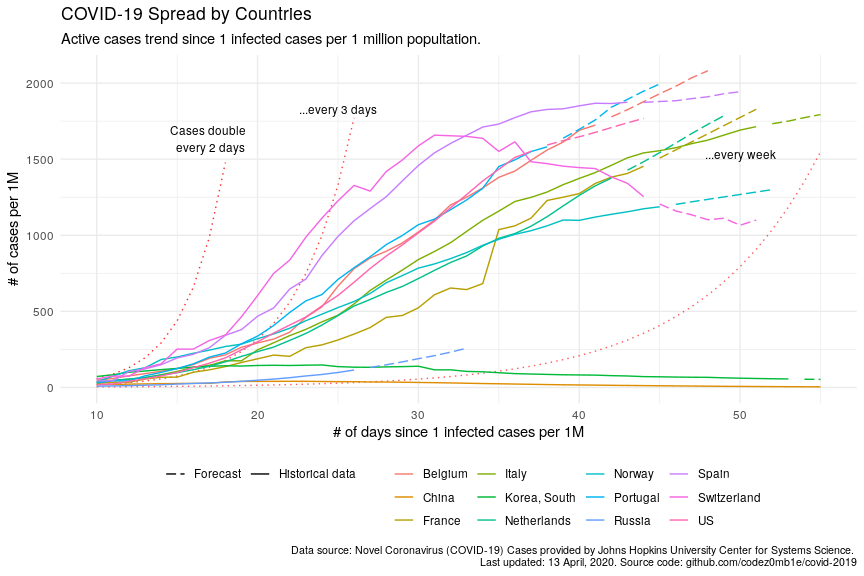 COVID-19 Spread by Countries
Active cases trend since 1 infected cases per 1 million popultation.
# of cases per 1M
2000
1500
1000
500
0
Cases double
every 2 days
...every 3 days
...every week
10
20
30
40
50
# of days since 1 infected cases per 1M
Forecast
Historical data
Belgium
Italy
Norway
Spain
China
Korea, South
Portugal
Switzerland
France
Netherlands
Russia
US
Data source: Novel Coronavirus (COVID-19) Cases provided by Johns Hopkins University Center for Systems Science.
Last updated: 13 April, 2020. Source code: github.com/codez0mb1e/covid-2019